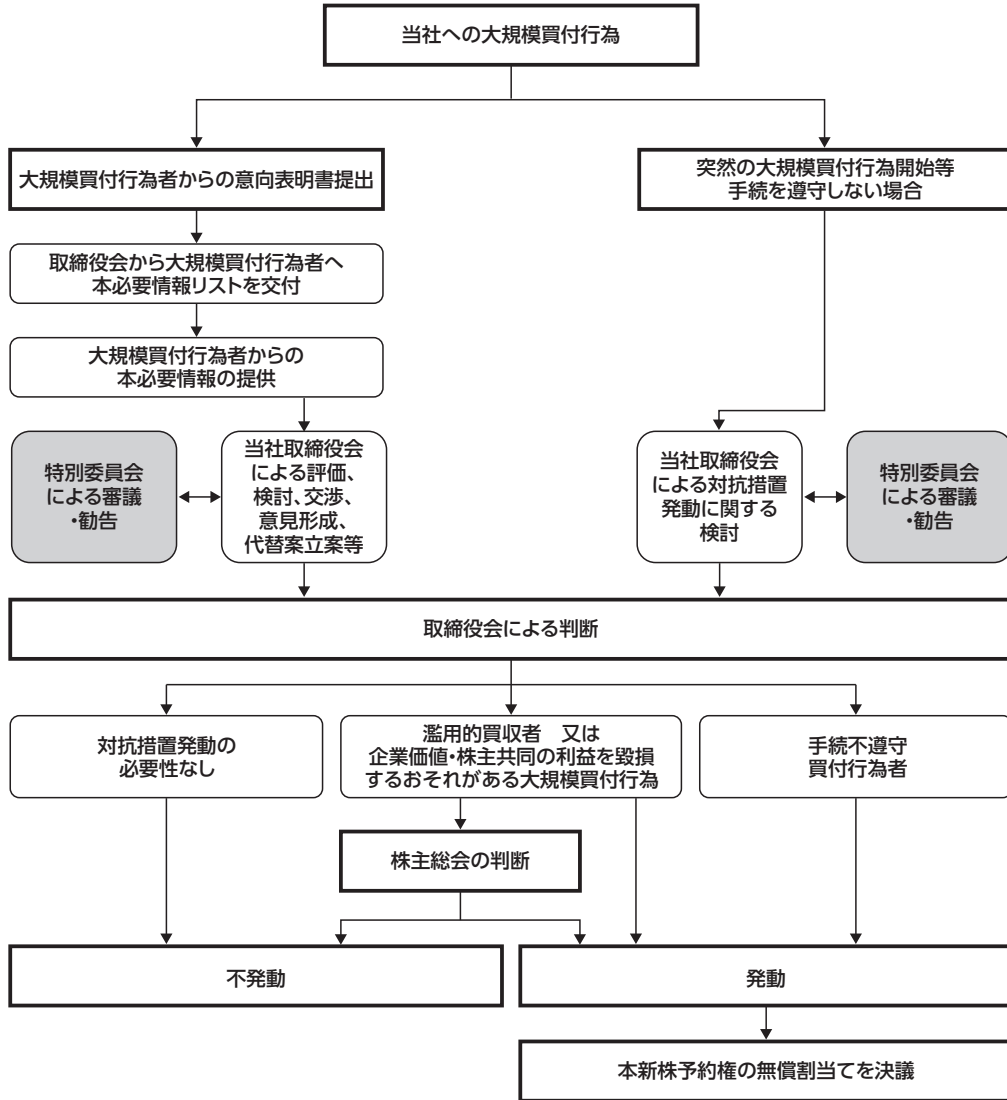 当社への大規模買付行為
大規模買付行為者からの意向表明書提出
突然の大規模買付行為開始等
手続を遵守しない場合
取締役会から大規模買付行為者へ
本必要情報リストを交付
大規模買付行為者からの
本必要情報の提供
特別委員会
による審議
・勧告
当社取締役会
による評価、
検討、交渉、
意見形成、
代替案立案等
当社取締役会
による対抗措置
発動に関する
検討
特別委員会
による審議
・勧告
取締役会による判断
対抗措置発動の
必要性なし
濫用的買収者　又は
企業価値・株主共同の利益を毀損
するおそれがある大規模買付行為
手続不遵守
買付行為者
株主総会の判断
不発動
発動
本新株予約権の無償割当てを決議